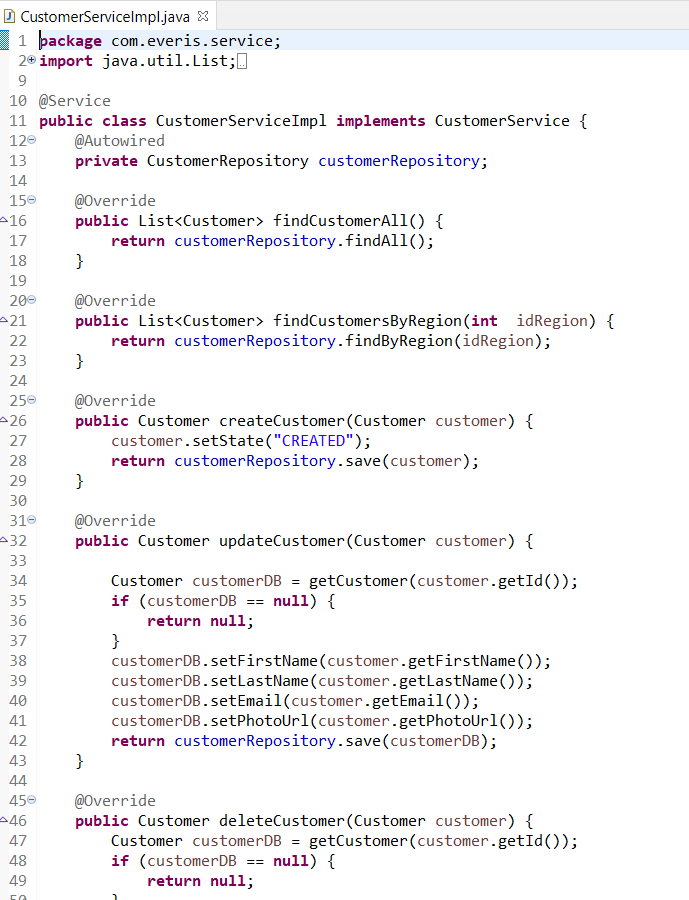 CustomerServiceImpl.java
1 package com.everis.service;
2 import java.util.List;
9
10 @Service
11 public class CustomerServiceImpl implements CustomerService {
12 @Autowired
13 private CustomerRepository customerRepository;
14
15 @Override
16 public List<Customer> findCustomerAll() {
17 return customerRepository.findAll();
18 }
19
20 @Override
21 public List<Customer> findCustomersByRegion(int  idRegion) {
22 return customerRepository.findByRegion(idRegion);
23 }
24
25 @Override
26 public Customer createCustomer(Customer customer) {
27 customer.setState("CREATED");
28 return customerRepository.save(customer);
29 }
30
31 @Override
32 public Customer updateCustomer(Customer customer) {
33
34 Customer customerDB = getCustomer(customer.getId());
35 if (customerDB == null) {
36 return null;
37 }
38 customerDB.setFirstName(customer.getFirstName());
39 customerDB.setLastName(customer.getLastName());
40 customerDB.setEmail(customer.getEmail());
41 customerDB.setPhotoUrl(customer.getPhotoUrl());
42 return customerRepository.save(customerDB);
43 }
44
45 @Override
46 public Customer deleteCustomer(Customer customer) {
47 Customer customerDB = getCustomer(customer.getId());
48 if (customerDB == null) {
49 return null;
50 }